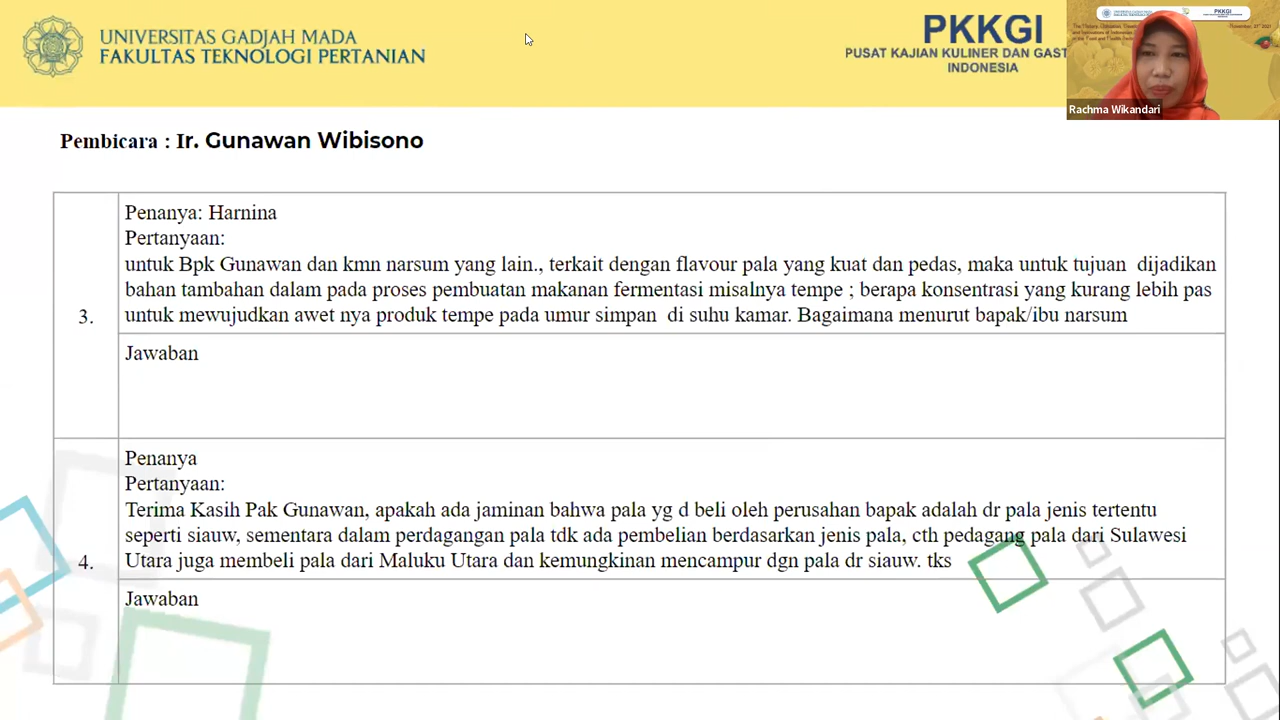 UNIVERSITAS GADJAH MADA
FAKULTAS TEKNOLOGI PERTANIAN
PKKGI
PUSAT KAJIAN KULINER DAN GAST
INDONESIA
PKKGI
Rachma Wikandari
Pembicara : Ir. Gunawan Wibisono
3.
Penanya: Harnina
Pertanyaan:
untuk Bpk Gunawan dan kmn narsum yang lain., terkait dengan flavour pala yang kuat dan pedas, maka untuk tujuan dijadikan
bahan tambahan dalam pada proses pembuatan makanan fermentasi misalnya tempe ; berapa konsentrasi yang kurang lebih pas
untuk mewujudkan awet nya produk tempe pada umur simpan di suhu kamar. Bagaimana menurut bapak/ibu narsum
Jawaban
4.
Penanya
Pertanyaan:
Terima Kasih Pak Gunawan, apakah ada jaminan bahwa pala yg d beli oleh perusahan bapak adalah dr pala jenis tertentu
seperti siauw, sementara dalam perdagangan pala tdk ada pembelian berdasarkan jenis pala, cth pedagang pala dari Sulawesi
Utara juga membeli pala dari Maluku Utara dan kemungkinan mencampur dgn pala dr siauw. tks
Jawaban